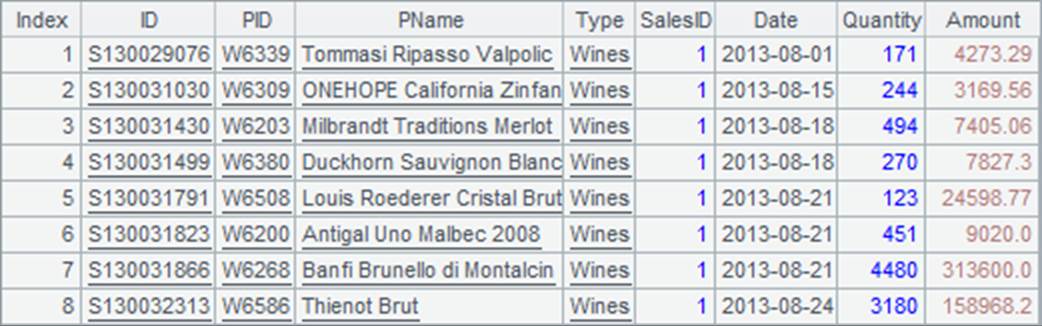 Index ID PID PName Type SalesID Date Quantity Amount
1 S130029076 W6339 Tommasi Ripasso Valpolic Wines 1 2013-08-01 171 4273.29
2 S130031030 W6309 ONEHOPE California Zinfan Wines 1 2013-08-15 244 3169.56
3 S130031430 W6203 Milbrandt Traditions Merlot Wines 1 2013-08-18 494 7405.06
4 S130031499 W6380 Duckhorn Sauvignon Blanc Wines 1 2013-08-18 270 7827.3
5 S130031791 W6508 Louis Roederer Cristal Brut Wines 1 2013-08-21 123 24598.77
6 S130031823 W6200 Antigal Uno Malbec 2008 Wines 1 2013-08-21 451 9020.0
7 S130031866 W6268 Banfi Brunello di Montalcin Wines 1 2013-08-21 4480 313600.0
8 S130032313 W6586 Thienot Brut Wines 1 2013-08-24 3180 158968.2